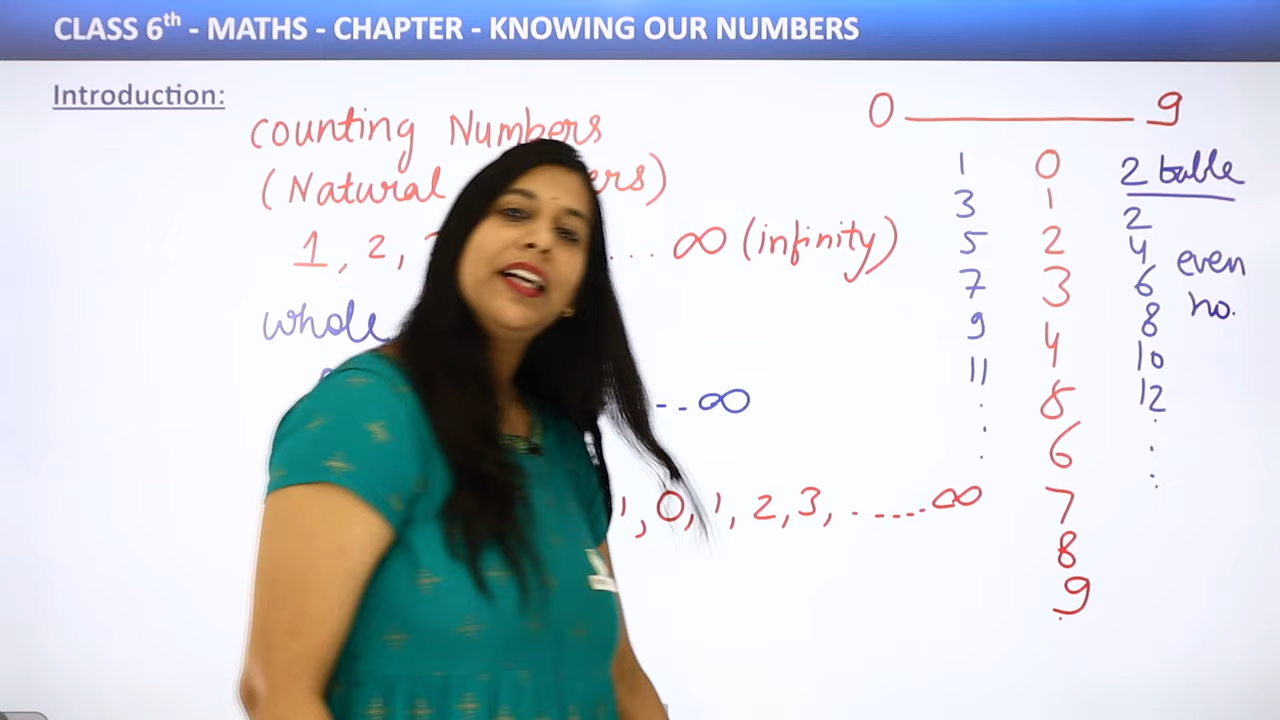 CLASS 6th - MATHS - CHAPTER - KNOWING OUR NUMBERS
Introduction:
counting Numbers
(Natural ers)
1, 2,
.... ∞ (infinity)
whole
-- ∞
1, 0, 1, 2, 3, ...... ∞
0 ——— 9
1
3
5
7
9
11
.
.
.
0
1
2
3
4
5
6
7
8
9
2 table
2
4
6
8
10
12
.
.
.
even
no.